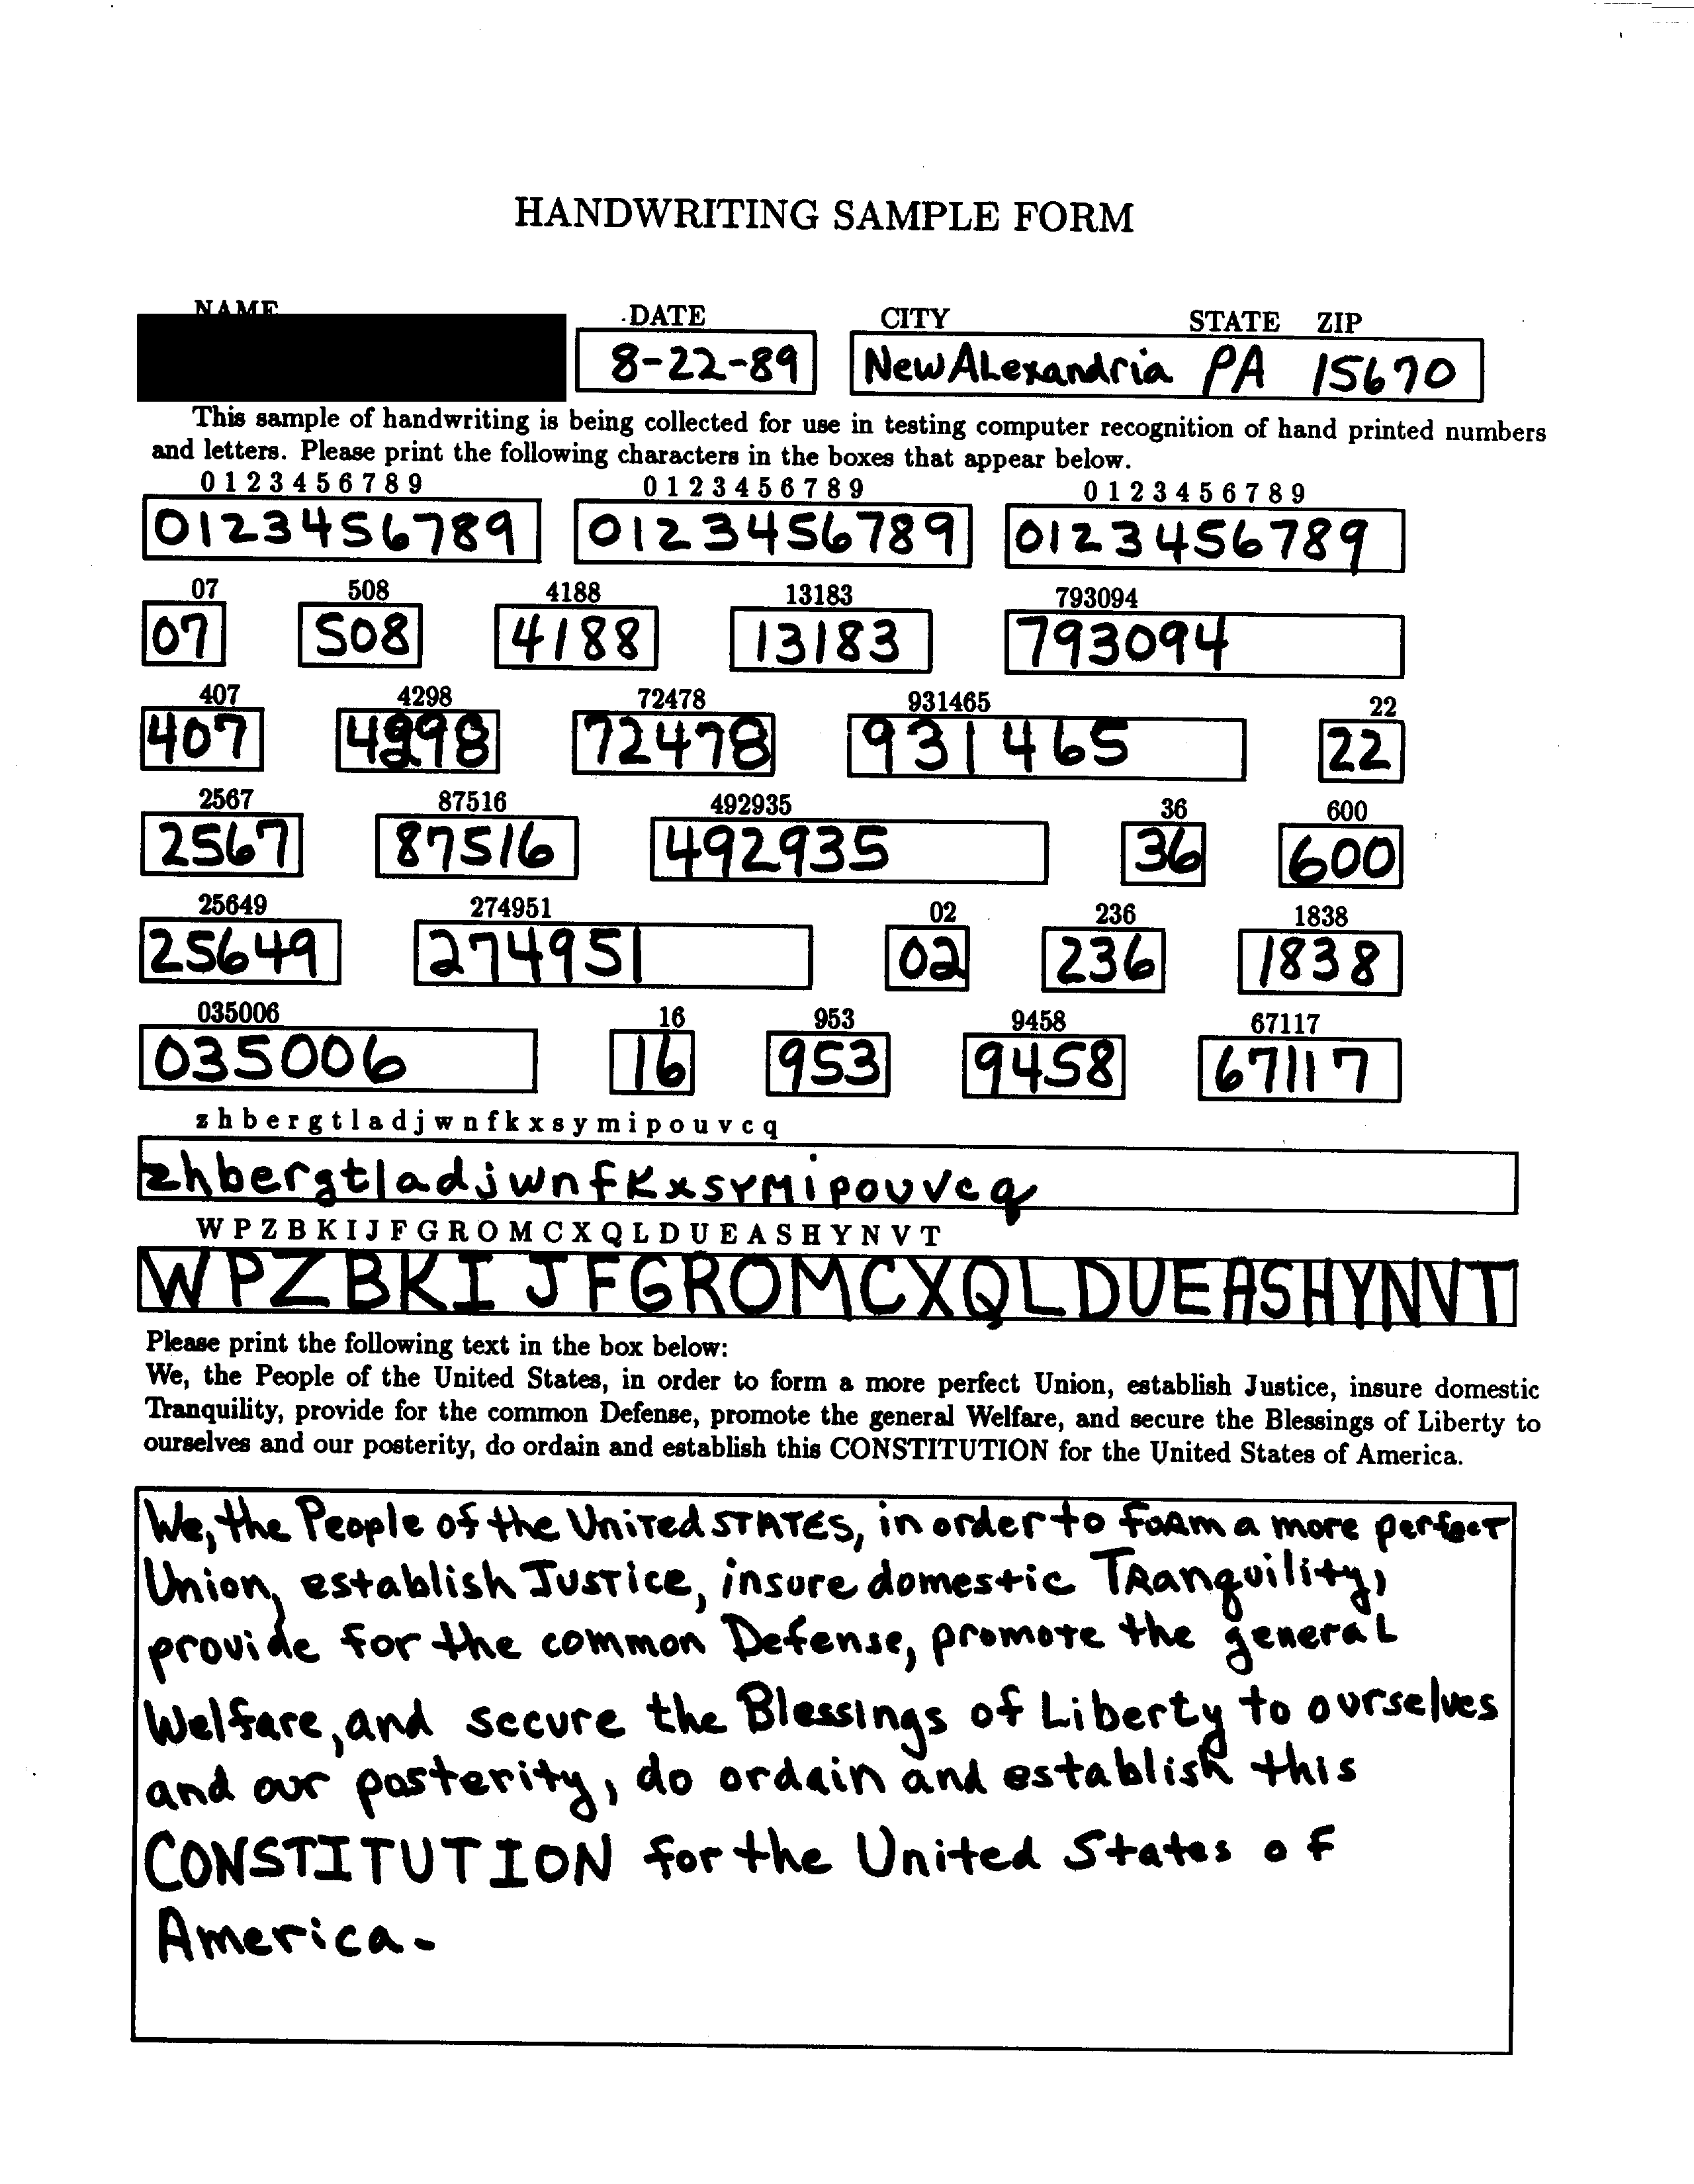 HANDWRITING SAMPLE FORM
NAME DATE CITY STATE ZIP
8-22-89 New ALexandria PA 15670
This sample of handwriting is being collected for use in testing computer recognition of hand printed numbers
and letters. Please print the following characters in the boxes that appear below.
0 1 2 3 4 5 6 7 8 9 0 1 2 3 4 5 6 7 8 9 0 1 2 3 4 5 6 7 8 9
0123456789 0123456789 0123456789
07 508 4188 13183 793094
07 508 4188 13183 793094
407 4298 72478 931465 22
407 4298 72478 931465 22
2567 87516 492935 36 600
2567 87516 492935 36 600
25649 274951 02 236 1838
25649 274951 02 236 1838
035006 16 953 9458 67117
035006 16 953 9458 67117
z h b e r g t l a d j w n f k x s y m i p o u v c q
zhbergtladjwnfKxsYMipouvcq
W P Z B K I J F G R O M C X Q L D U E A S H Y N V T
WPZBKIJFGROMCXQLDUEASHYNVT
Please print the following text in the box below:
We, the People of the United States, in order to form a more perfect Union, establish Justice, insure domestic
Tranquility, provide for the common Defense, promote the general Welfare, and secure the Blessings of Liberty to
ourselves and our posterity, do ordain and establish this CONSTITUTION for the United States of America.
We, the People of the UniTed STATES, in order to foRm a more perfecT
Union, establish JusTice, insure domestic TRanquility,
provide for the common Defense, promoTe the generaL
Welfare, and secure the Blessings of Liberty to ourselves
and our posterity, do ordain and establish this
CONSTITUTION for the United States of
America.